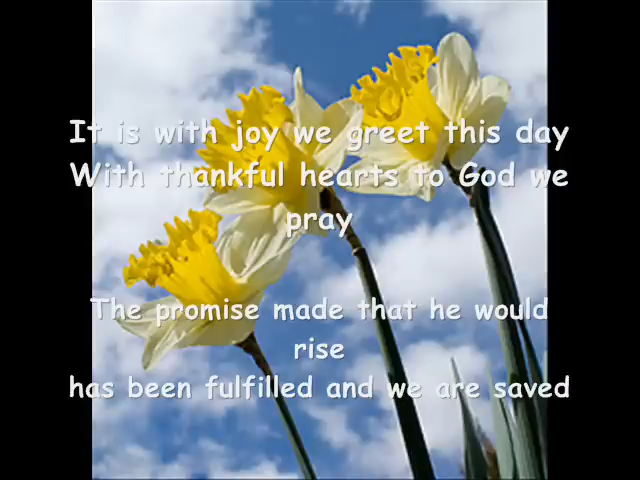 It is with joy we greet this day
With thankful hearts to God we
pray
The promise made that he would
rise
has been fulfilled and we are saved